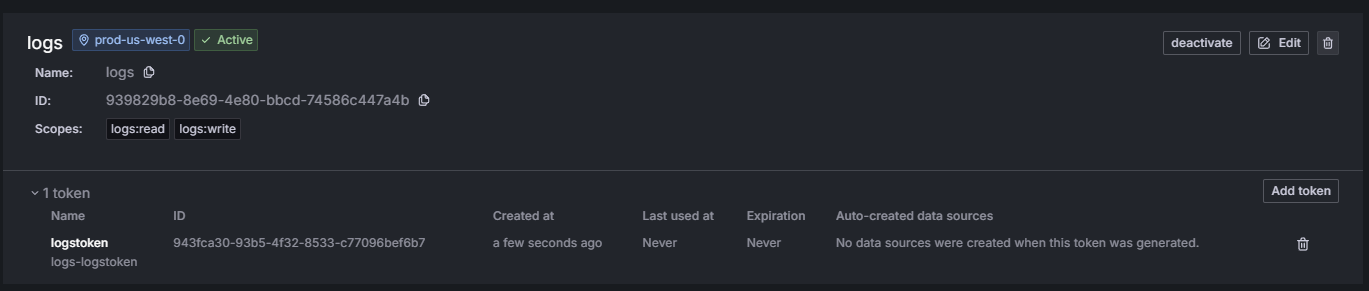 logs prod-us-west-0 Active deactivate Edit
Name: logs
ID: 939829b8-8e69-4e80-bbcd-74586c447a4b
Scopes: logs:read logs:write
1 token Add token
Name ID Created at Last used at Expiration Auto-created data sources
logstoken 943fca30-93b5-4f32-8533-c77096bef6b7 a few seconds ago Never Never No data sources were created when this token was generated.
logs-logstoken